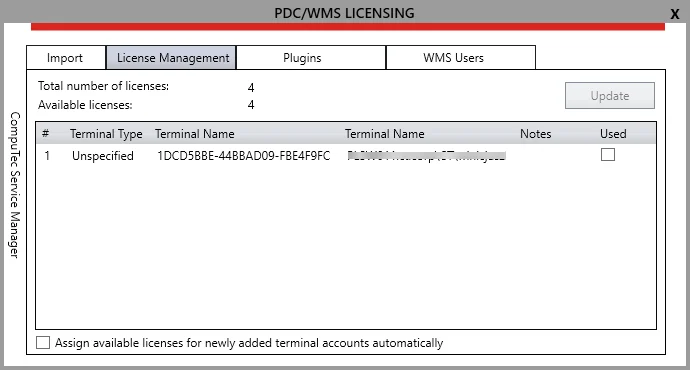 PDC/WMS LICENSING
X
CompuTec Service Manager
Import
License Management
Plugins
WMS Users
Total number of licenses: 4
Available licenses: 4
Update
# Terminal Type Terminal Name Terminal Name Notes Used
1 Unspecified 1DCD5BBE-44BBAD09-FBE4F9FC
Assign available licenses for newly added terminal accounts automatically